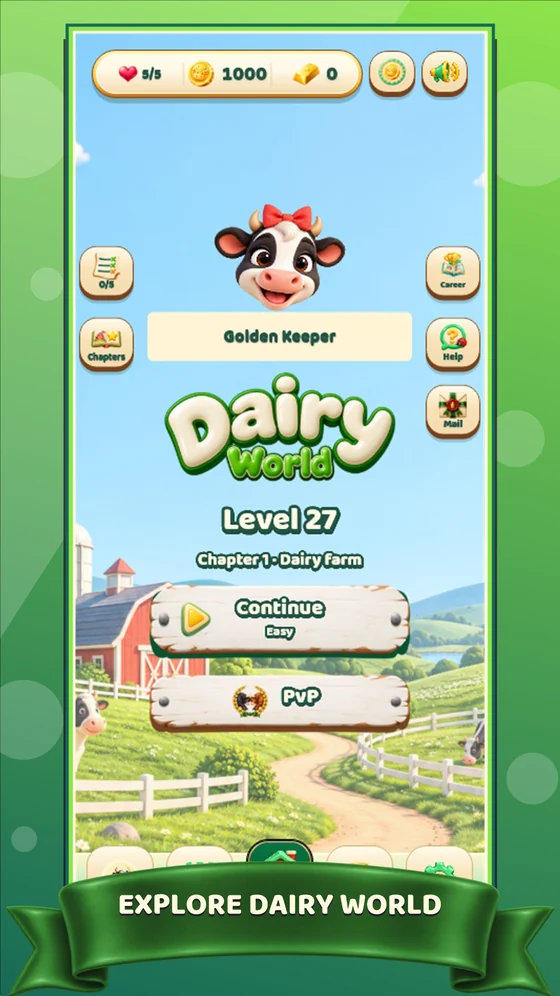 5/5
1000
0
0/5
Career
Chapters
Golden Keeper
Help
Mail
Dairy
World
Level 27
Chapter 1 • Dairy Farm
Continue
Easy
PvP
EXPLORE DAIRY WORLD